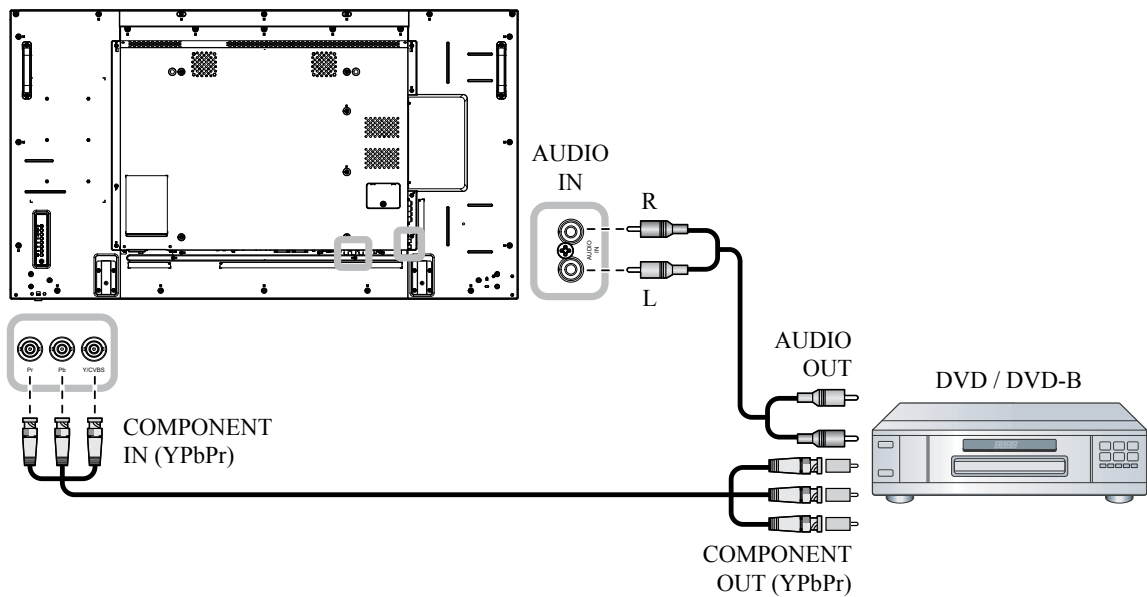 AUDIO
IN
R
AUDIO
IN
L
Pr Pb Y/CVBS
COMPONENT
IN (YPbPr)
AUDIO
OUT
DVD / DVD-B
COMPONENT
OUT (YPbPr)